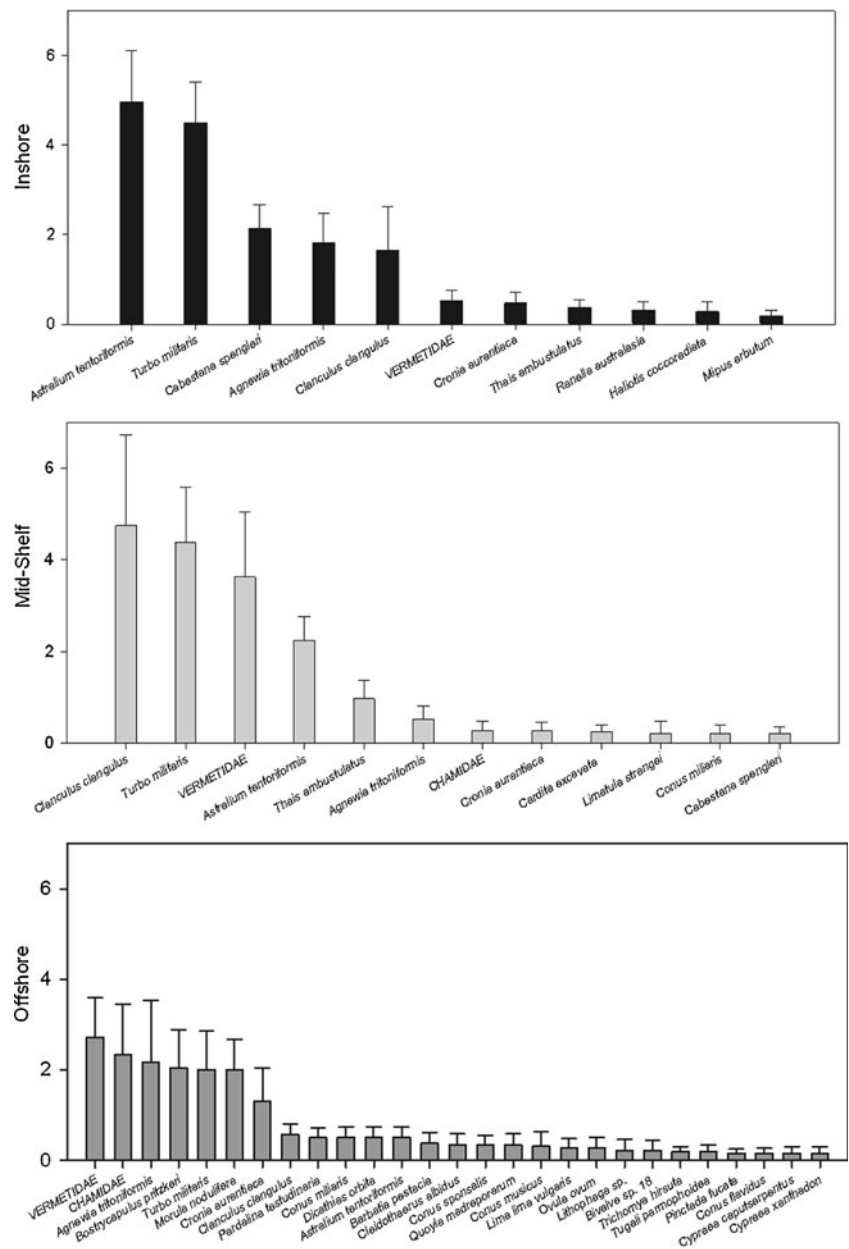 6
4
2
0
Inshore
Astralium tentoriformis
Turbo militaris
Cabestana spengleri
Agnewia tritoniformis
Clanculus clangulus
VERMETIDAE
Cronia aurantiaca
Thais ambustulatus
Ranella australasia
Haliotis coccoradiata
Mipus arbutum
6
4
2
0
Mid-Shelf
Clanculus clangulus
Turbo militaris
VERMETIDAE
Astralium tentoriformis
Thais ambustulatus
Agnewia tritoniformis
CHAMIDAE
Cronia aurantiaca
Cardita excavata
Limatula strangei
Conus miliaris
Cabestana spengleri
6
4
2
0
Offshore
VERMETIDAE
CHAMIDAE
Agnewia tritoniformis
Bostrycapulus pritzkeri
Turbo militaris
Morula nodulifera
Cronia aurantiaca
Clanculus clangulus
Pardalina testudinaria
Conus miliaris
Dicathias orbita
Astralium tentoriformis
Barbatia pistacia
Cleidothaerus albidus
Conus sponsalis
Quoyla madreporarum
Conus musicus
Lima lima vulgaris
Ovula ovum
Lithophaga sp.
Bivalve sp. 18
Trichomya hirsuta
Tugali parmophoidea
Pinctada fucata
Conus flavidus
Cypraea caputserpentus
Cypraea xanthodon